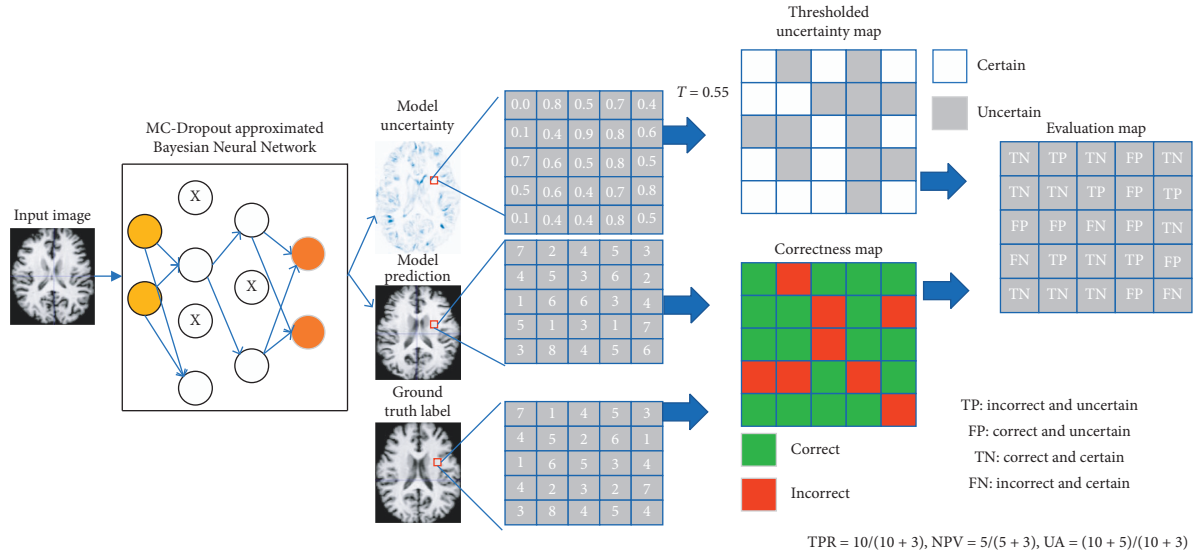 Input image
MC-Dropout approximated
Bayesian Neural Network
X
X
X
Model
uncertainty
0.0 0.8 0.5 0.7 0.4
0.1 0.4 0.9 0.8 0.6
0.7 0.6 0.5 0.8 0.5
0.5 0.6 0.4 0.7 0.8
0.1 0.4 0.4 0.8 0.5
Model
prediction
7 2 4 5 3
4 5 3 6 2
1 6 6 3 4
5 1 3 1 7
3 8 4 5 6
Ground
truth label
7 1 4 5 3
4 5 2 6 1
1 6 5 3 4
4 2 3 2 7
3 8 4 5 4
T = 0.55
Thresholded
uncertainty map
Certain
Uncertain
Correctness map
Correct
Incorrect
Evaluation map
TN TP TN FP TN
TN TN TP FP TP
FP FP FN FP TN
FN TP TN TP FP
TN TN TN FP FN
TP: incorrect and uncertain
FP: correct and uncertain
TN: correct and certain
FN: incorrect and certain
TPR = 10/(10 + 3), NPV = 5/(5 + 3), UA = (10 + 5)/(10 + 3)